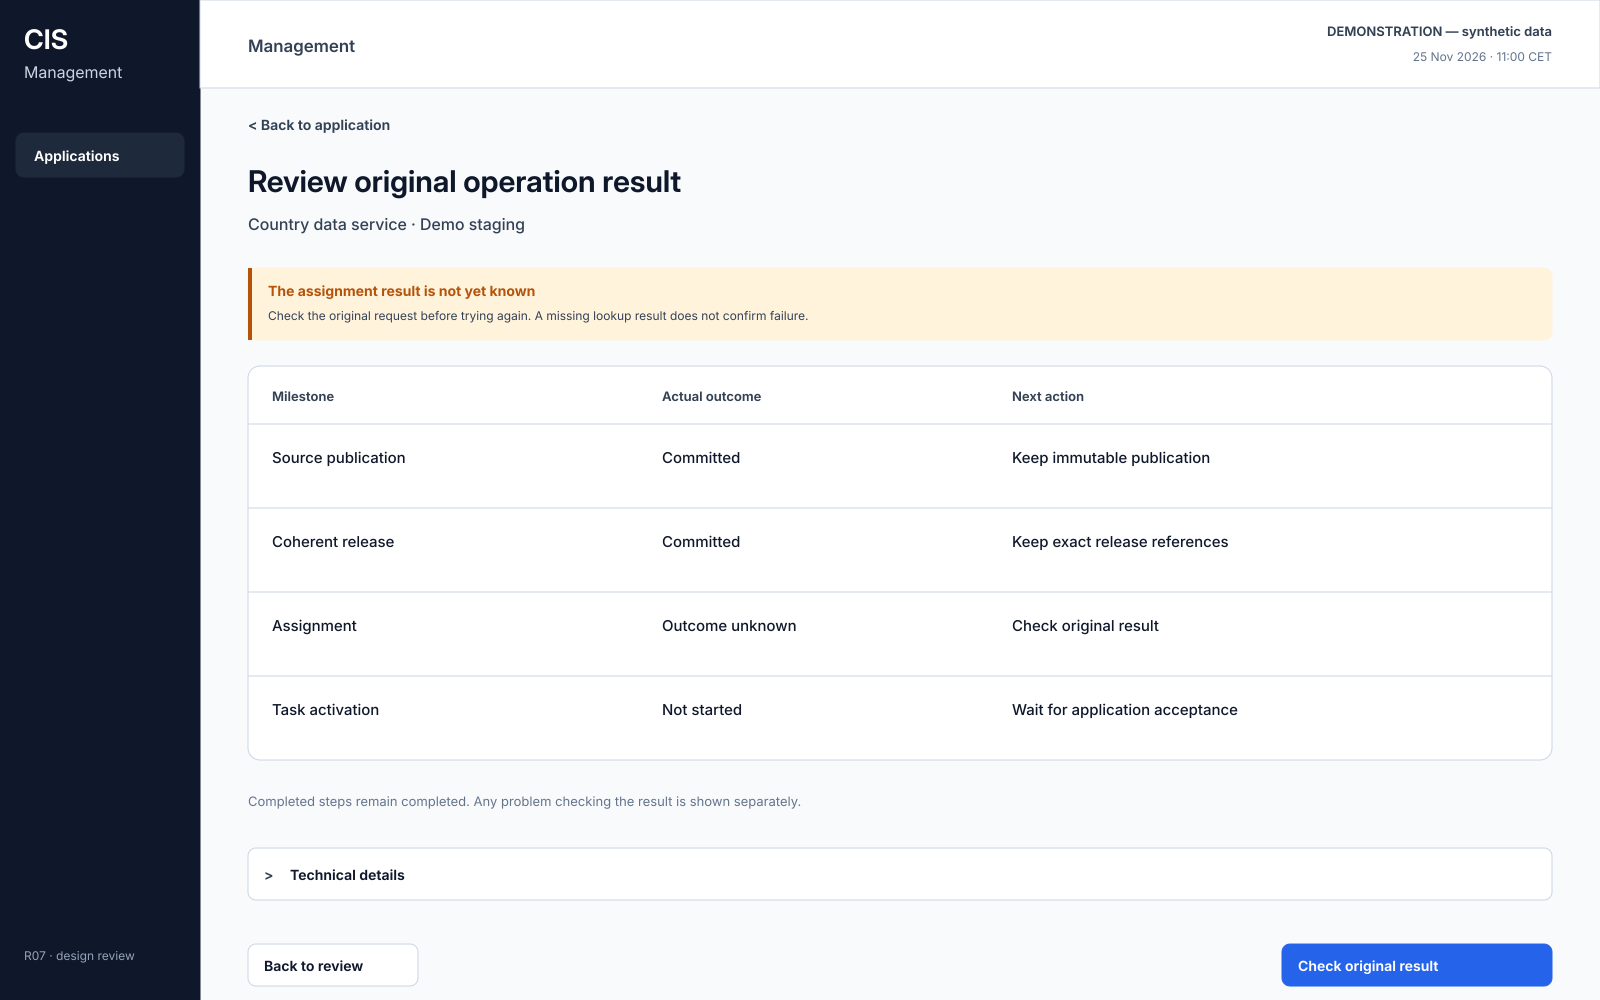 CIS
Management
Applications
R07 · design review
Management
DEMONSTRATION — synthetic data
25 Nov 2026 · 11:00 CET
< Back to application
Review original operation result
Country data service · Demo staging
The assignment result is not yet known
Check the original request before trying again. A missing lookup result does not confirm failure.
Milestone Actual outcome Next action
Source publication Committed Keep immutable publication
Coherent release Committed Keep exact release references
Assignment Outcome unknown Check original result
Task activation Not started Wait for application acceptance
Completed steps remain completed. Any problem checking the result is shown separately.
> Technical details
Back to review
Check original result